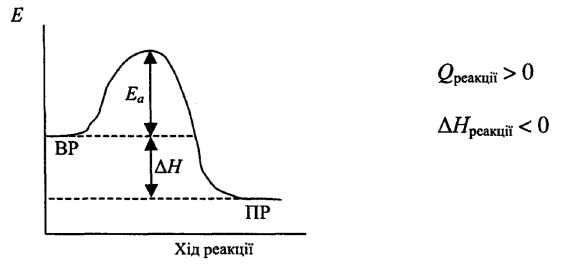 E
Eₐ
Qреакції > 0
ΔHреакції < 0
ВР
ΔH
ПР
Хід реакції